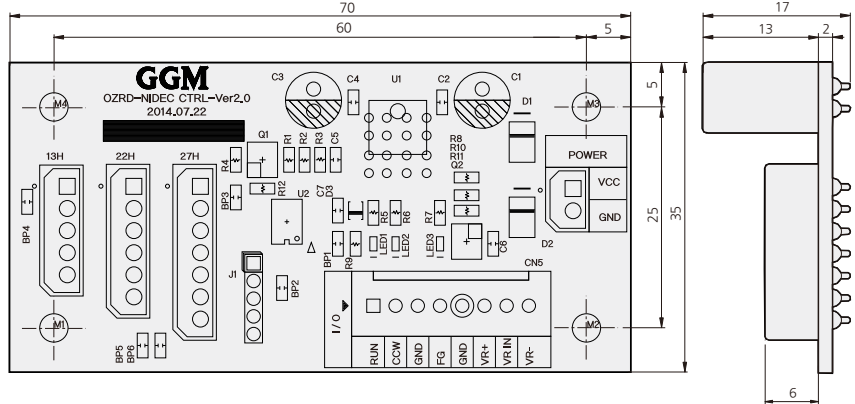 70
60
5
17
13
2
GGM
OZRD-NIDEC CTRL-Ver2.0
2014.07.22
M4
C3
C4
U1
C2
C1
D1
M3
5
13H
22H
27H
Q1
R4
R1
R2
R3
C5
R8
R10
R11
Q2
POWER
VCC
GND
BP3
R12
U2
C7
D3
R5
R6
R7
C6
D2
25
35
BP4
BP1
R9
LED1
LED2
LED3
J1
BP2
CN5
M1
BP5
BP6
I/O
M2
RUN
CCW
GND
FG
GND
VR+
VR IN
VR-
6